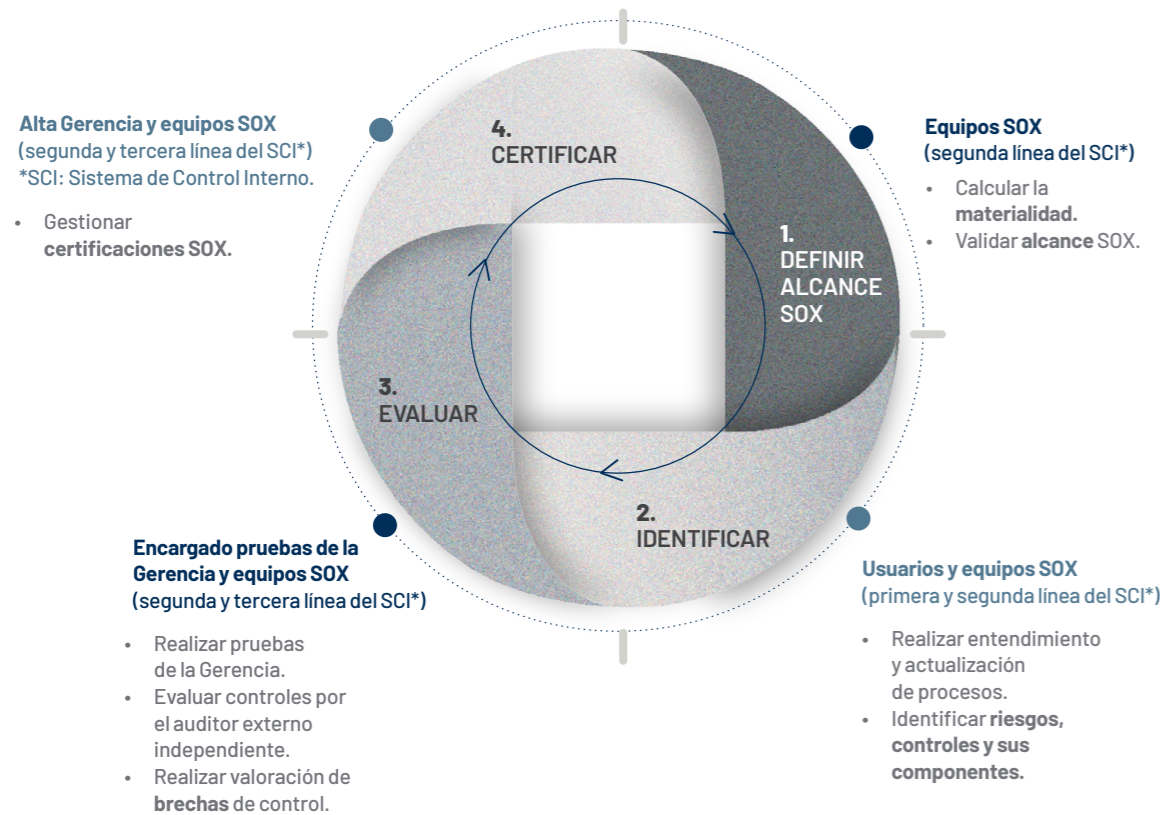 4.
CERTIFICAR
1.
DEFINIR
ALCANCE
SOX
2.
IDENTIFICAR
3.
EVALUAR
Equipos SOX
(segunda línea del SCI*)
• Calcular la
materialidad.
• Validar alcance SOX.
Usuarios y equipos SOX
(primera y segunda línea del SCI*)
• Realizar entendimiento
y actualización
de procesos.
• Identificar riesgos,
controles y sus
componentes.
Encargado pruebas de la
Gerencia y equipos SOX
(segunda y tercera línea del SCI*)
• Realizar pruebas
de la Gerencia.
• Evaluar controles por
el auditor externo
independiente.
• Realizar valoración de
brechas de control.
Alta Gerencia y equipos SOX
(segunda y tercera línea del SCI*)
*SCI: Sistema de Control Interno.
• Gestionar
certificaciones SOX.